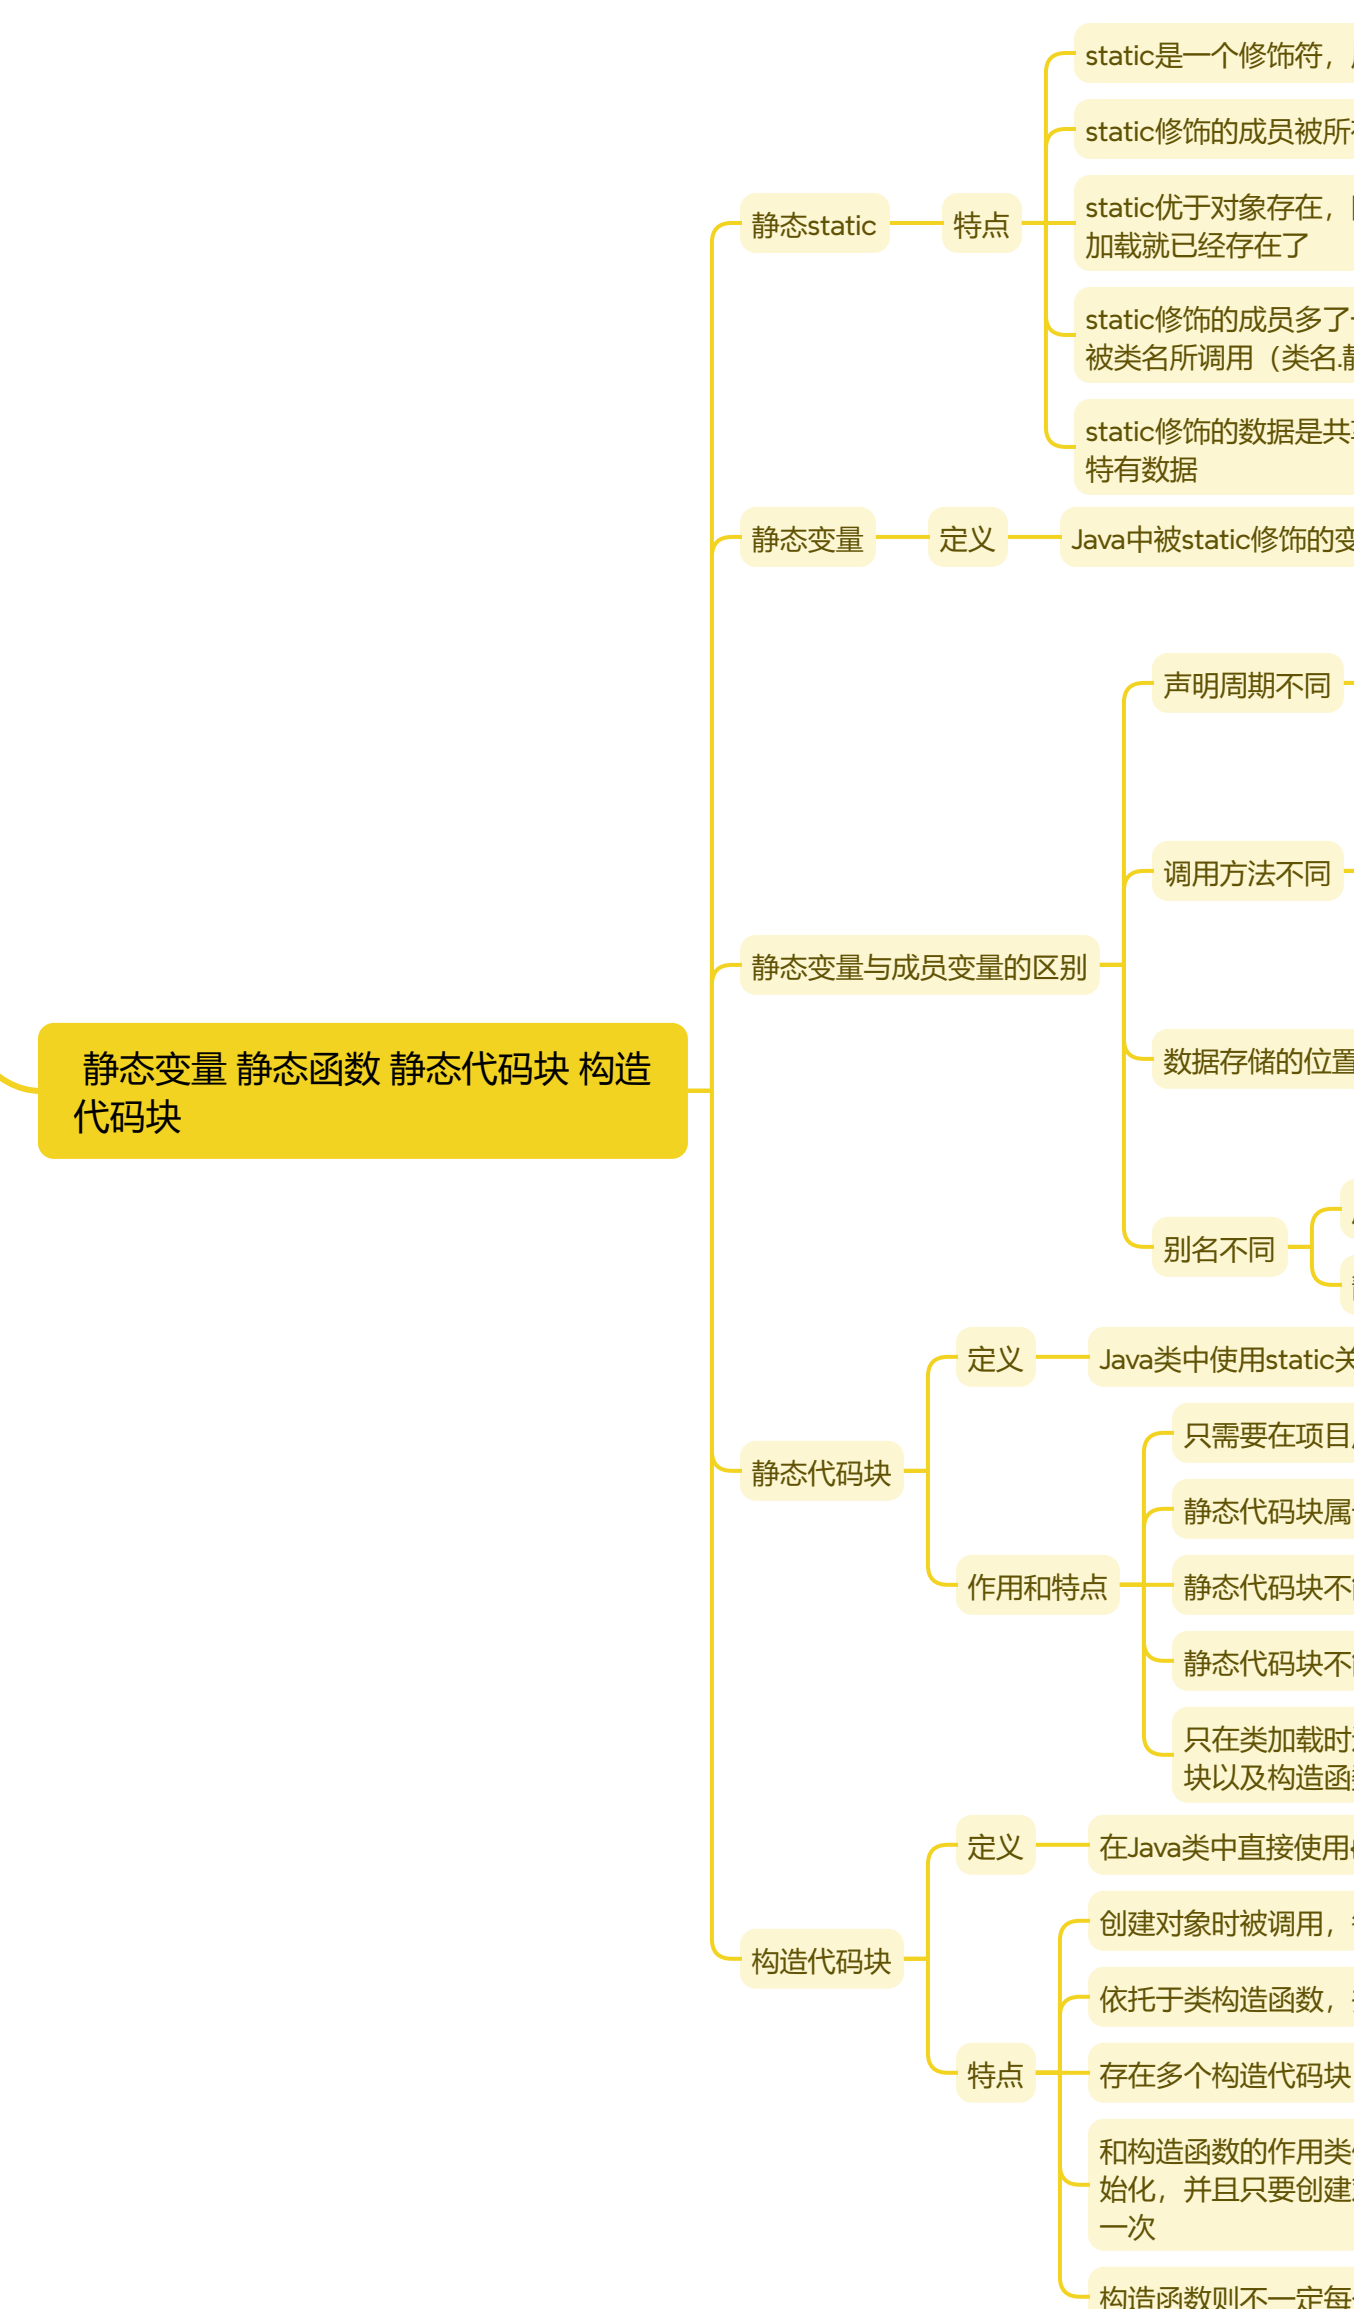 静态变量 静态函数 静态代码块 构造
代码块
静态static
特点
static是一个修饰符，
static修饰的成员被所
static优于对象存在，
加载就已经存在了
static修饰的成员多了
被类名所调用（类名.
static修饰的数据是共
特有数据
静态变量
定义
Java中被static修饰的变
静态变量与成员变量的区别
声明周期不同
调用方法不同
数据存储的位置
别名不同
静态代码块
定义
Java类中使用static关
作用和特点
只需要在项目
静态代码块属
静态代码块不
静态代码块不
只在类加载时
块以及构造函
构造代码块
定义
在Java类中直接使用
特点
创建对象时被调用，
依托于类构造函数，
存在多个构造代码块
和构造函数的作用类
始化，并且只要创建
一次
构造函数则不一定每